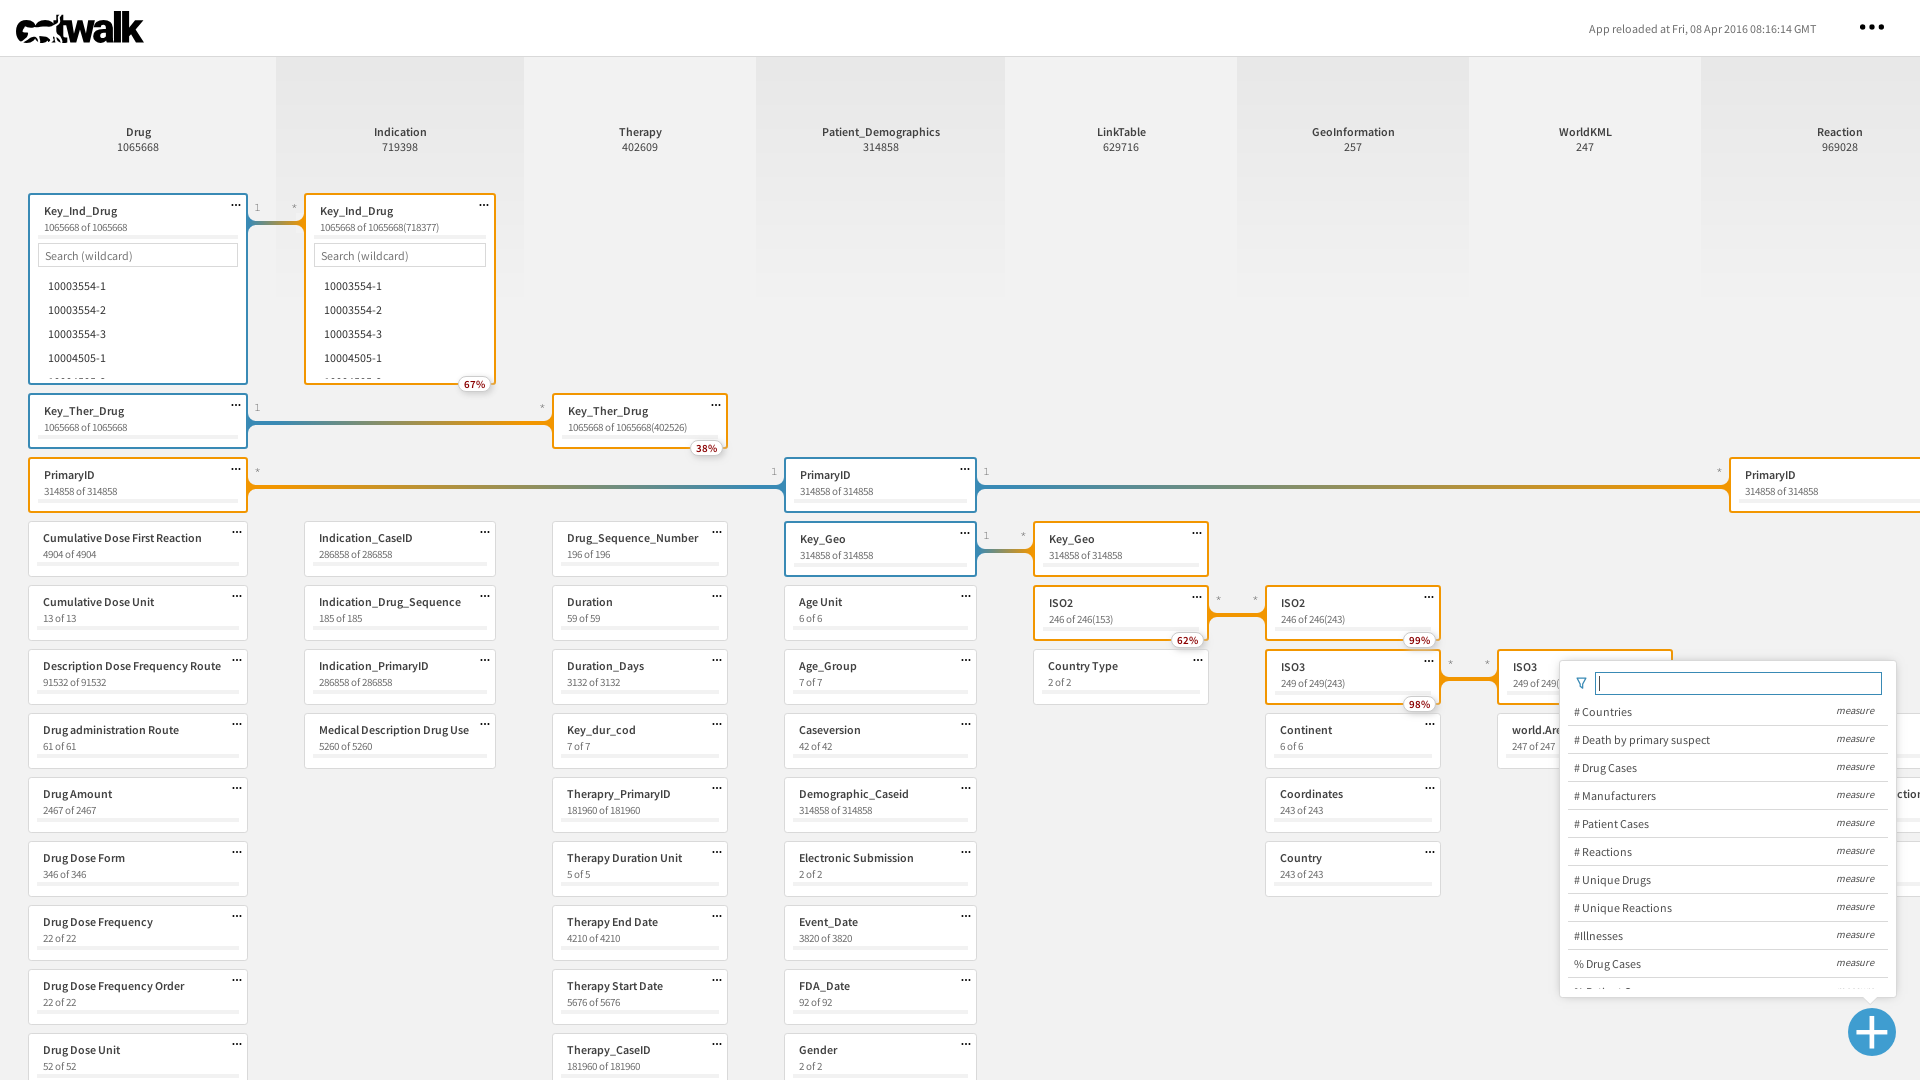 catwalk
App reloaded at Fri, 08 Apr 2016 08:16:14 GMT
Drug
1065668
Indication
719398
Therapy
402609
Patient_Demographics
314858
LinkTable
629716
GeoInformation
257
WorldKML
247
Reaction
969028
Key_Ind_Drug
1065668 of 1065668
Search (wildcard)
10003554-1
10003554-2
10003554-3
10004505-1
1
*
Key_Ind_Drug
1065668 of 1065668(718377)
Search (wildcard)
10003554-1
10003554-2
10003554-3
10004505-1
67%
Key_Ther_Drug
1065668 of 1065668
1
*
Key_Ther_Drug
1065668 of 1065668(402526)
38%
PrimaryID
314858 of 314858
*
1
PrimaryID
314858 of 314858
1
*
PrimaryID
314858 of 314858
Cumulative Dose First Reaction
4904 of 4904
Indication_CaseID
286858 of 286858
Drug_Sequence_Number
196 of 196
Key_Geo
314858 of 314858
1
*
Key_Geo
314858 of 314858
Cumulative Dose Unit
13 of 13
Indication_Drug_Sequence
185 of 185
Duration
59 of 59
Age Unit
6 of 6
ISO2
246 of 246(153)
62%
*
*
ISO2
246 of 246(243)
99%
Description Dose Frequency Route
91532 of 91532
Indication_PrimaryID
286858 of 286858
Duration_Days
3132 of 3132
Age_Group
7 of 7
Country Type
2 of 2
ISO3
249 of 249(243)
98%
*
*
ISO3
249 of 249(
Drug administration Route
61 of 61
Medical Description Drug Use
5260 of 5260
Key_dur_cod
7 of 7
Caseversion
42 of 42
Continent
6 of 6
world.Are
247 of 247
Drug Amount
2467 of 2467
Therapry_PrimaryID
181960 of 181960
Demographic_Caseid
314858 of 314858
Coordinates
243 of 243
ction
Drug Dose Form
346 of 346
Therapy Duration Unit
5 of 5
Electronic Submission
2 of 2
Country
243 of 243
Drug Dose Frequency
22 of 22
Therapy End Date
4210 of 4210
Event_Date
3820 of 3820
Drug Dose Frequency Order
22 of 22
Therapy Start Date
5676 of 5676
FDA_Date
92 of 92
Drug Dose Unit
52 of 52
Therapy_CaseID
181960 of 181960
Gender
2 of 2
# Countries measure
# Death by primary suspect measure
# Drug Cases measure
# Manufacturers measure
# Patient Cases measure
# Reactions measure
# Unique Drugs measure
# Unique Reactions measure
#Illnesses measure
% Drug Cases measure